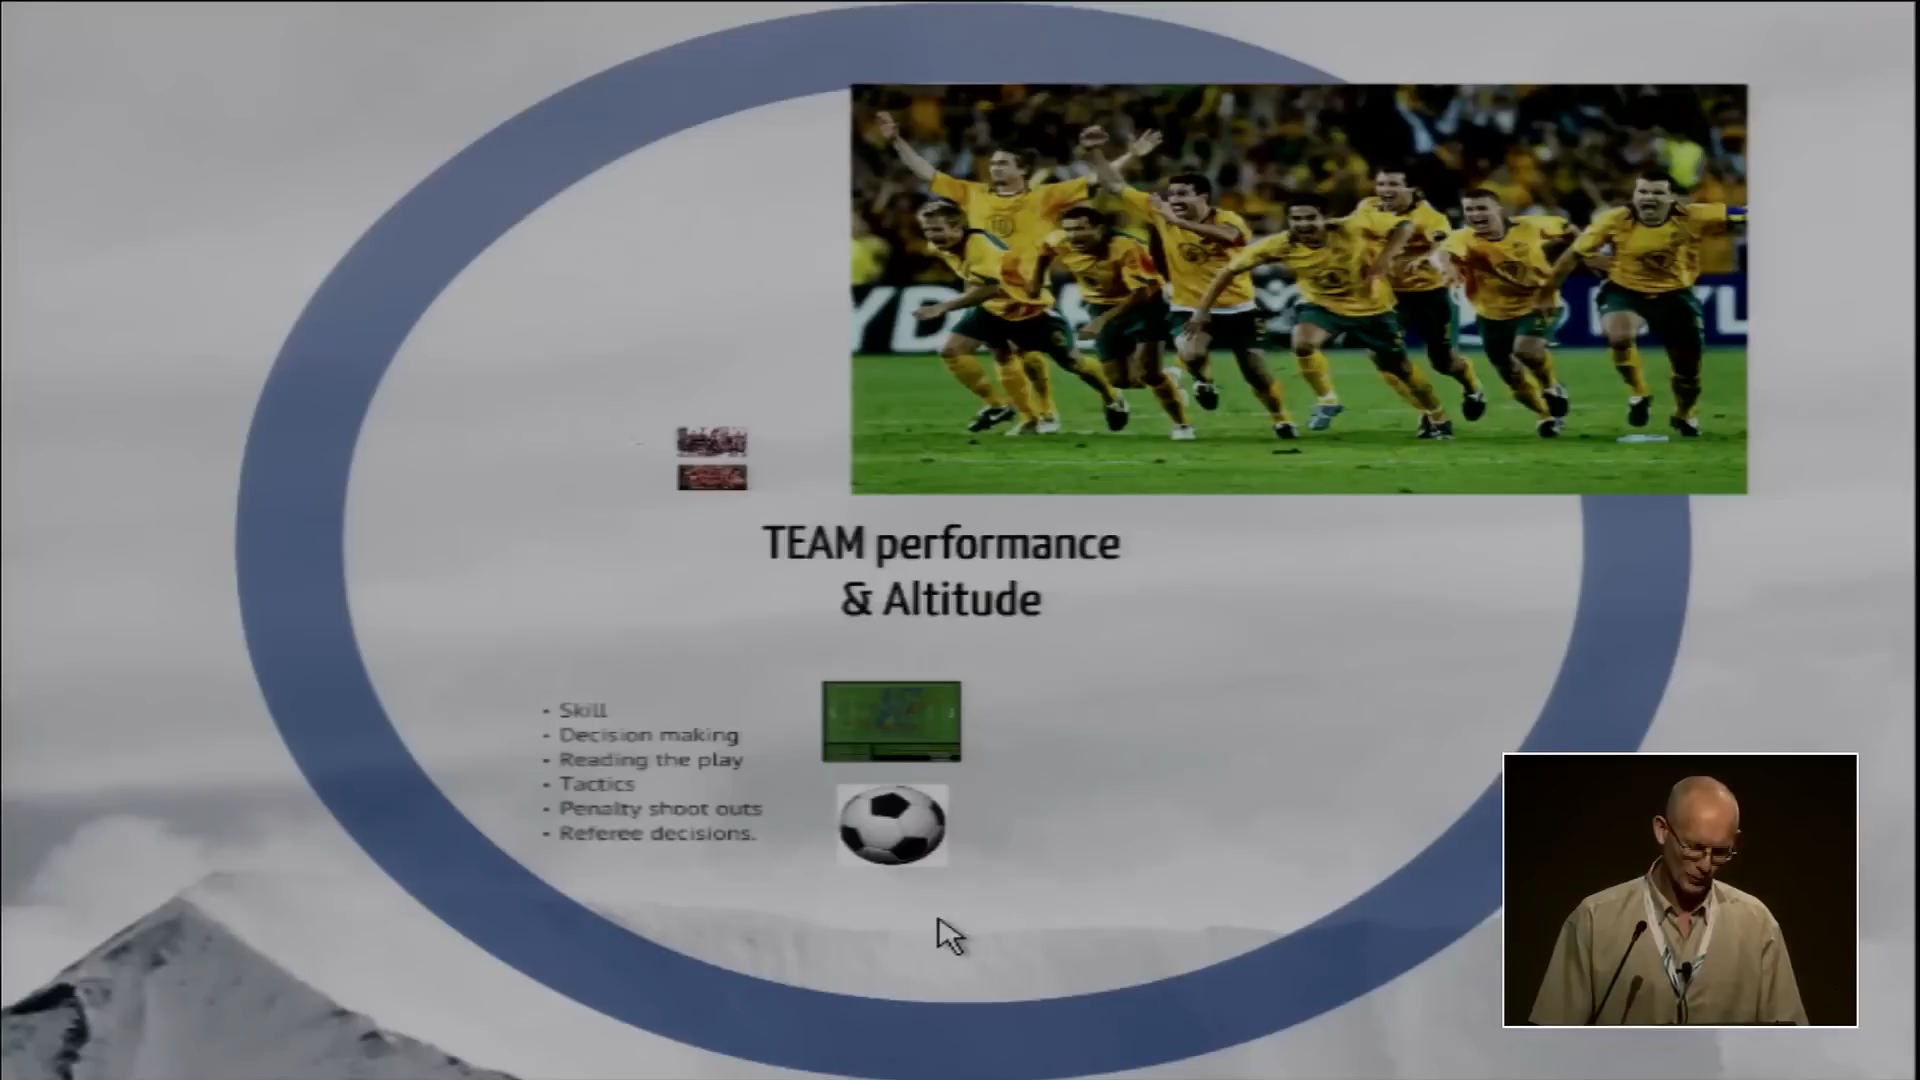 TEAM performance
& Altitude
- Skill
- Decision making
- Reading the play
- Tactics
- Penalty shoot outs
- Referee decisions.